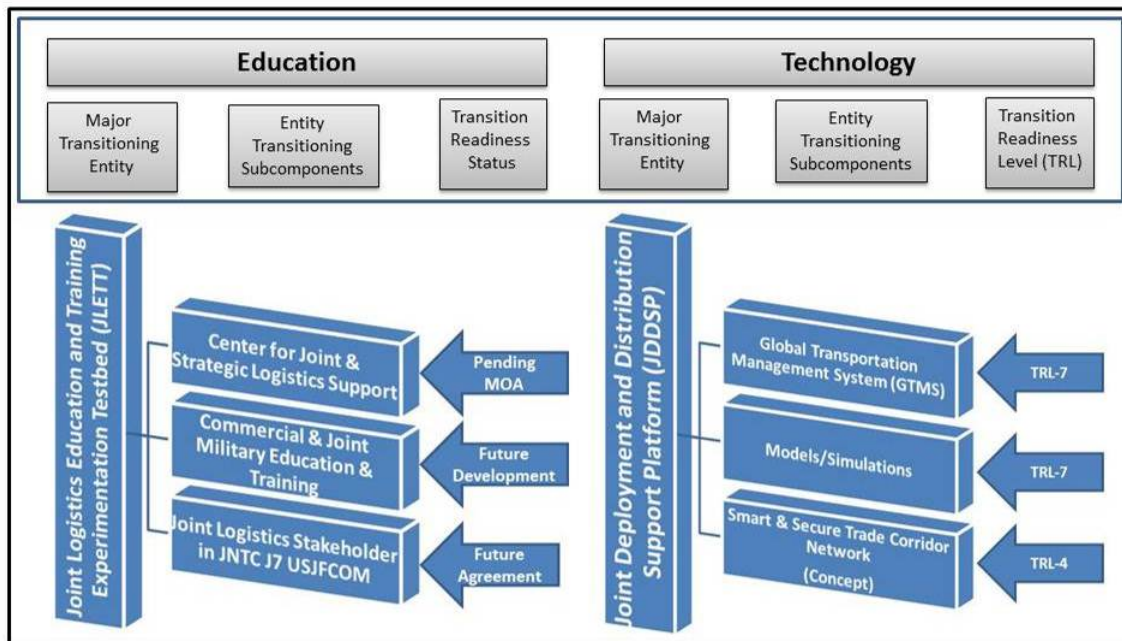 Education
Major
Transitioning
Entity
Entity
Transitioning
Subcomponents
Transition
Readiness
Status
Technology
Major
Transitioning
Entity
Entity
Transitioning
Subcomponents
Transition
Readiness
Level (TRL)
Joint Logistics Education and Training
Experimentation Testbed (JLETT)
Center for Joint &
Strategic Logistics Support
Pending
MOA
Commercial & Joint
Military Education &
Training
Future
Development
Joint Logistics Stakeholder
in JNTC J7 USJFCOM
Future
Agreement
Joint Deployment and Distribution
Support Platform (JDDSP)
Global Transportation
Management System (GTMS)
TRL-7
Models/Simulations
TRL-7
Smart & Secure Trade Corridor
Network
(Concept)
TRL-4